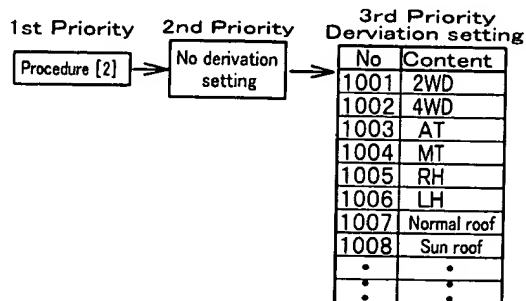 1st Priority
2nd Priority
3rd Priority
Derviation setting
Procedure [2]
No derivation
setting
No Content
1001 2WD
1002 4WD
1003 AT
1004 MT
1005 RH
1006 LH
1007 Normal roof
1008 Sun roof